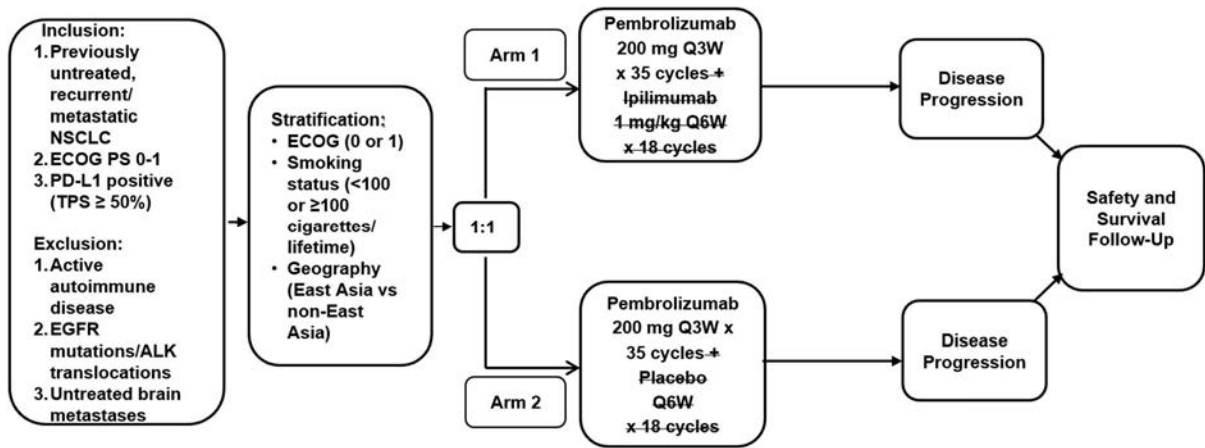 Inclusion:
1. Previously
untreated,
recurrent/
metastatic
NSCLC
2. ECOG PS 0-1
3. PD-L1 positive
(TPS ≥ 50%)
Exclusion:
1. Active
autoimmune
disease
2. EGFR
mutations/ALK
translocations
3. Untreated brain
metastases
Stratification:
• ECOG (0 or 1)
• Smoking
status (<100
or ≥100
cigarettes/
lifetime)
• Geography
(East Asia vs
non-East
Asia)
1:1
Arm 1
Pembrolizumab
200 mg Q3W
x 35 cycles +
Ipilimumab
1 mg/kg Q6W
x 18 cycles
Disease
Progression
Arm 2
Pembrolizumab
200 mg Q3W x
35 cycles +
Placebo
Q6W
x 18 cycles
Disease
Progression
Safety and
Survival
Follow-Up